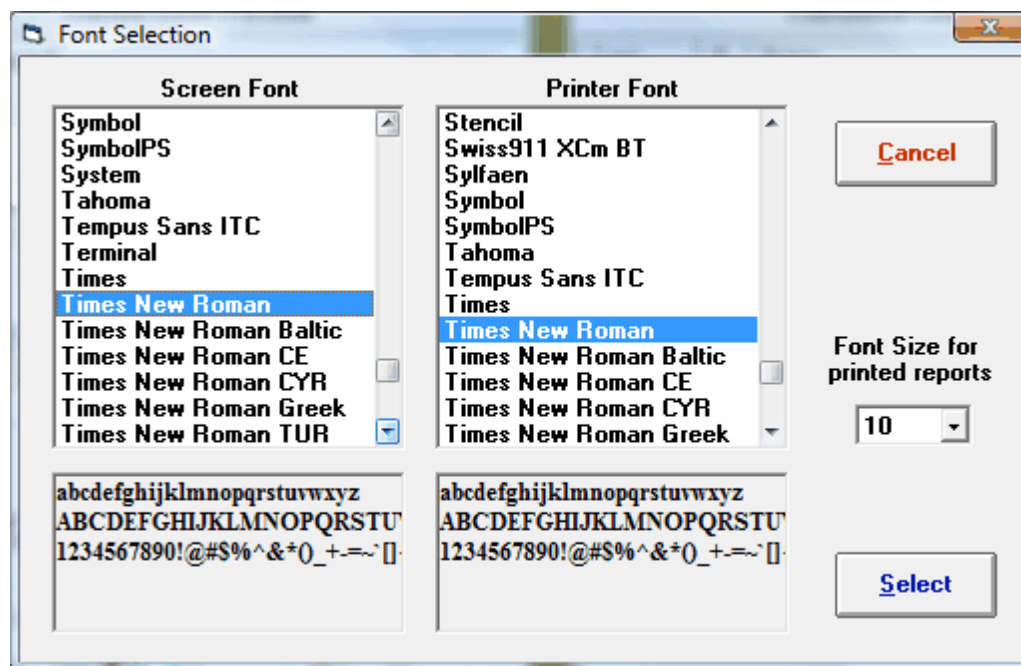 Font Selection
Screen Font
Symbol
SymbolPS
System
Tahoma
Tempus Sans ITC
Terminal
Times
Times New Roman
Times New Roman Baltic
Times New Roman CE
Times New Roman CYR
Times New Roman Greek
Times New Roman TUR
abcdefghijklmnopqrstuvwxyz
ABCDEFGHIJKLMNOPQRSTU
1234567890!@#$%^&*()_+-=~`[]
Printer Font
Stencil
Swiss911 XCm BT
Sylfaen
Symbol
SymbolPS
Tahoma
Tempus Sans ITC
Times
Times New Roman
Times New Roman Baltic
Times New Roman CE
Times New Roman CYR
Times New Roman Greek
abcdefghijklmnopqrstuvwxyz
ABCDEFGHIJKLMNOPQRSTU
1234567890!@#$%^&*()_+-=~`[]
Cancel
Font Size for
printed reports
10
Select